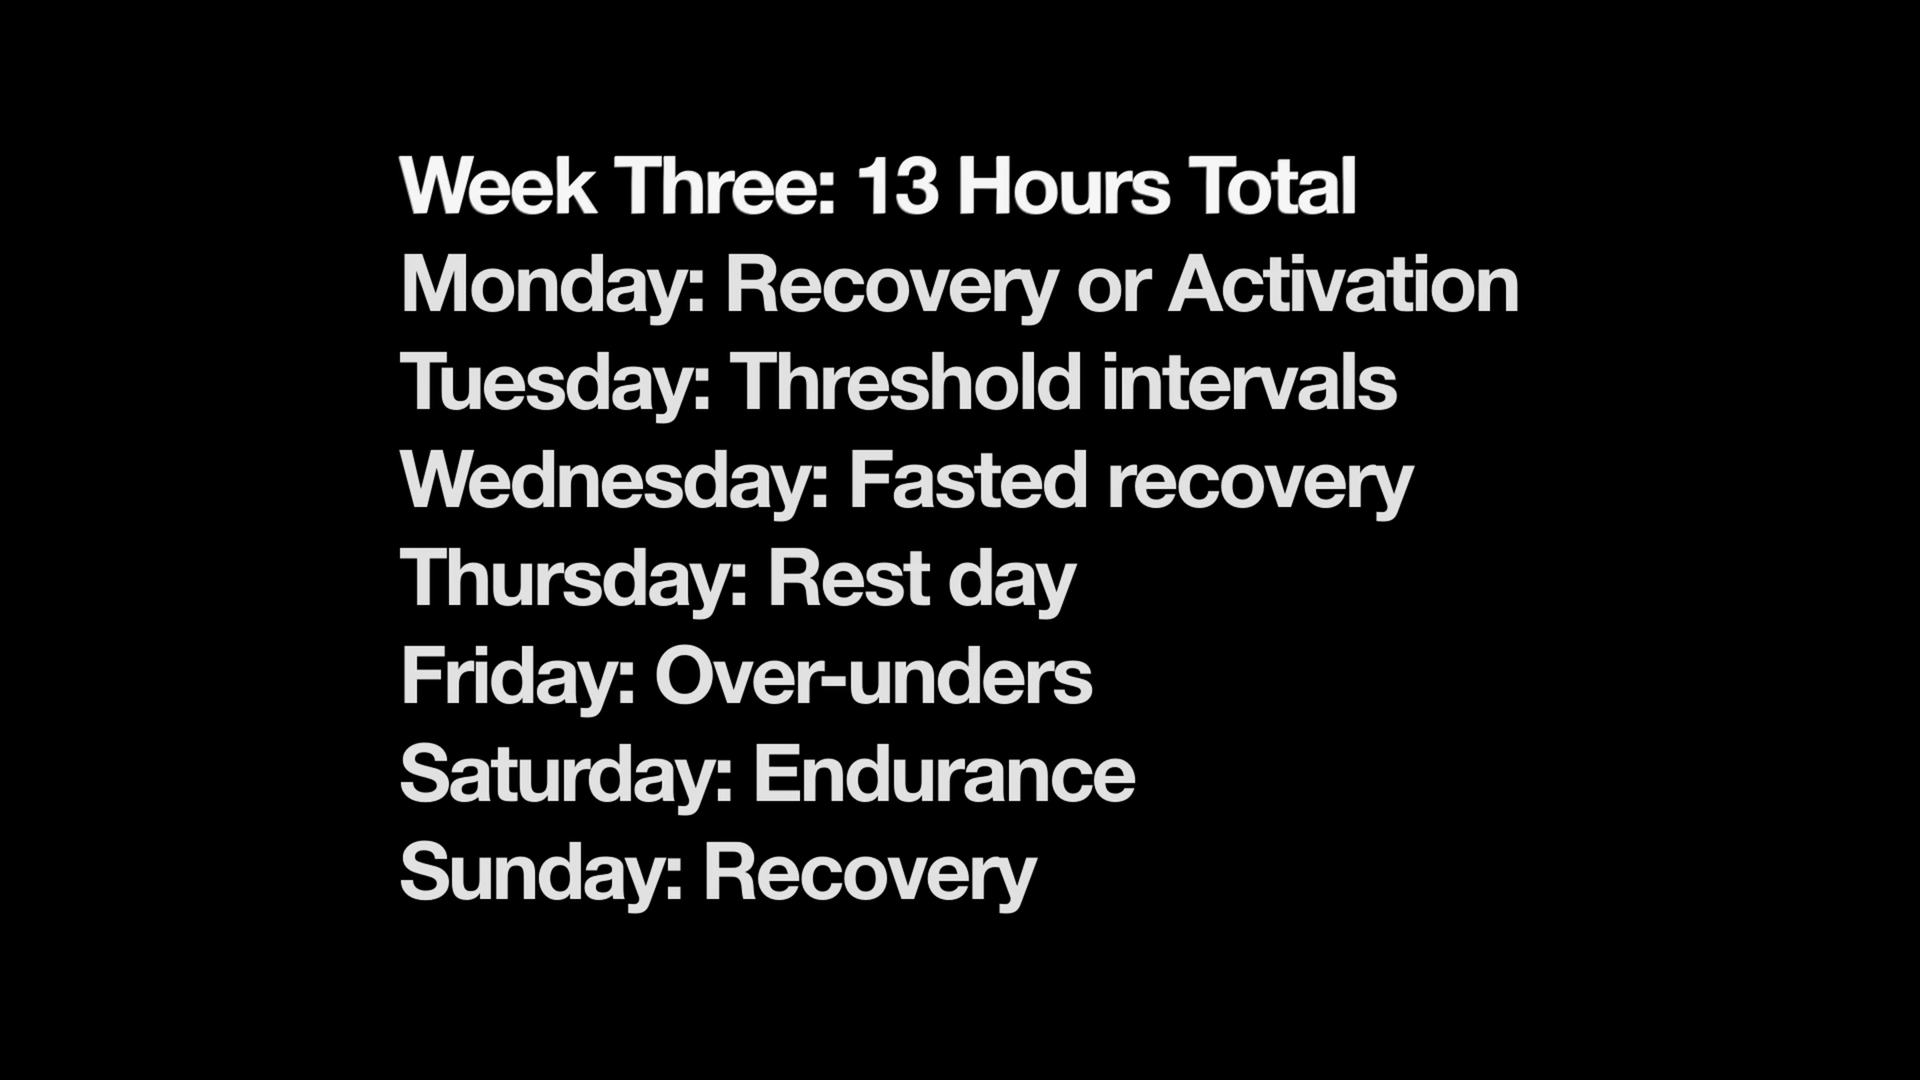 Week Three: 13 Hours Total
Monday: Recovery or Activation
Tuesday: Threshold intervals
Wednesday: Fasted recovery
Thursday: Rest day
Friday: Over-unders
Saturday: Endurance
Sunday: Recovery